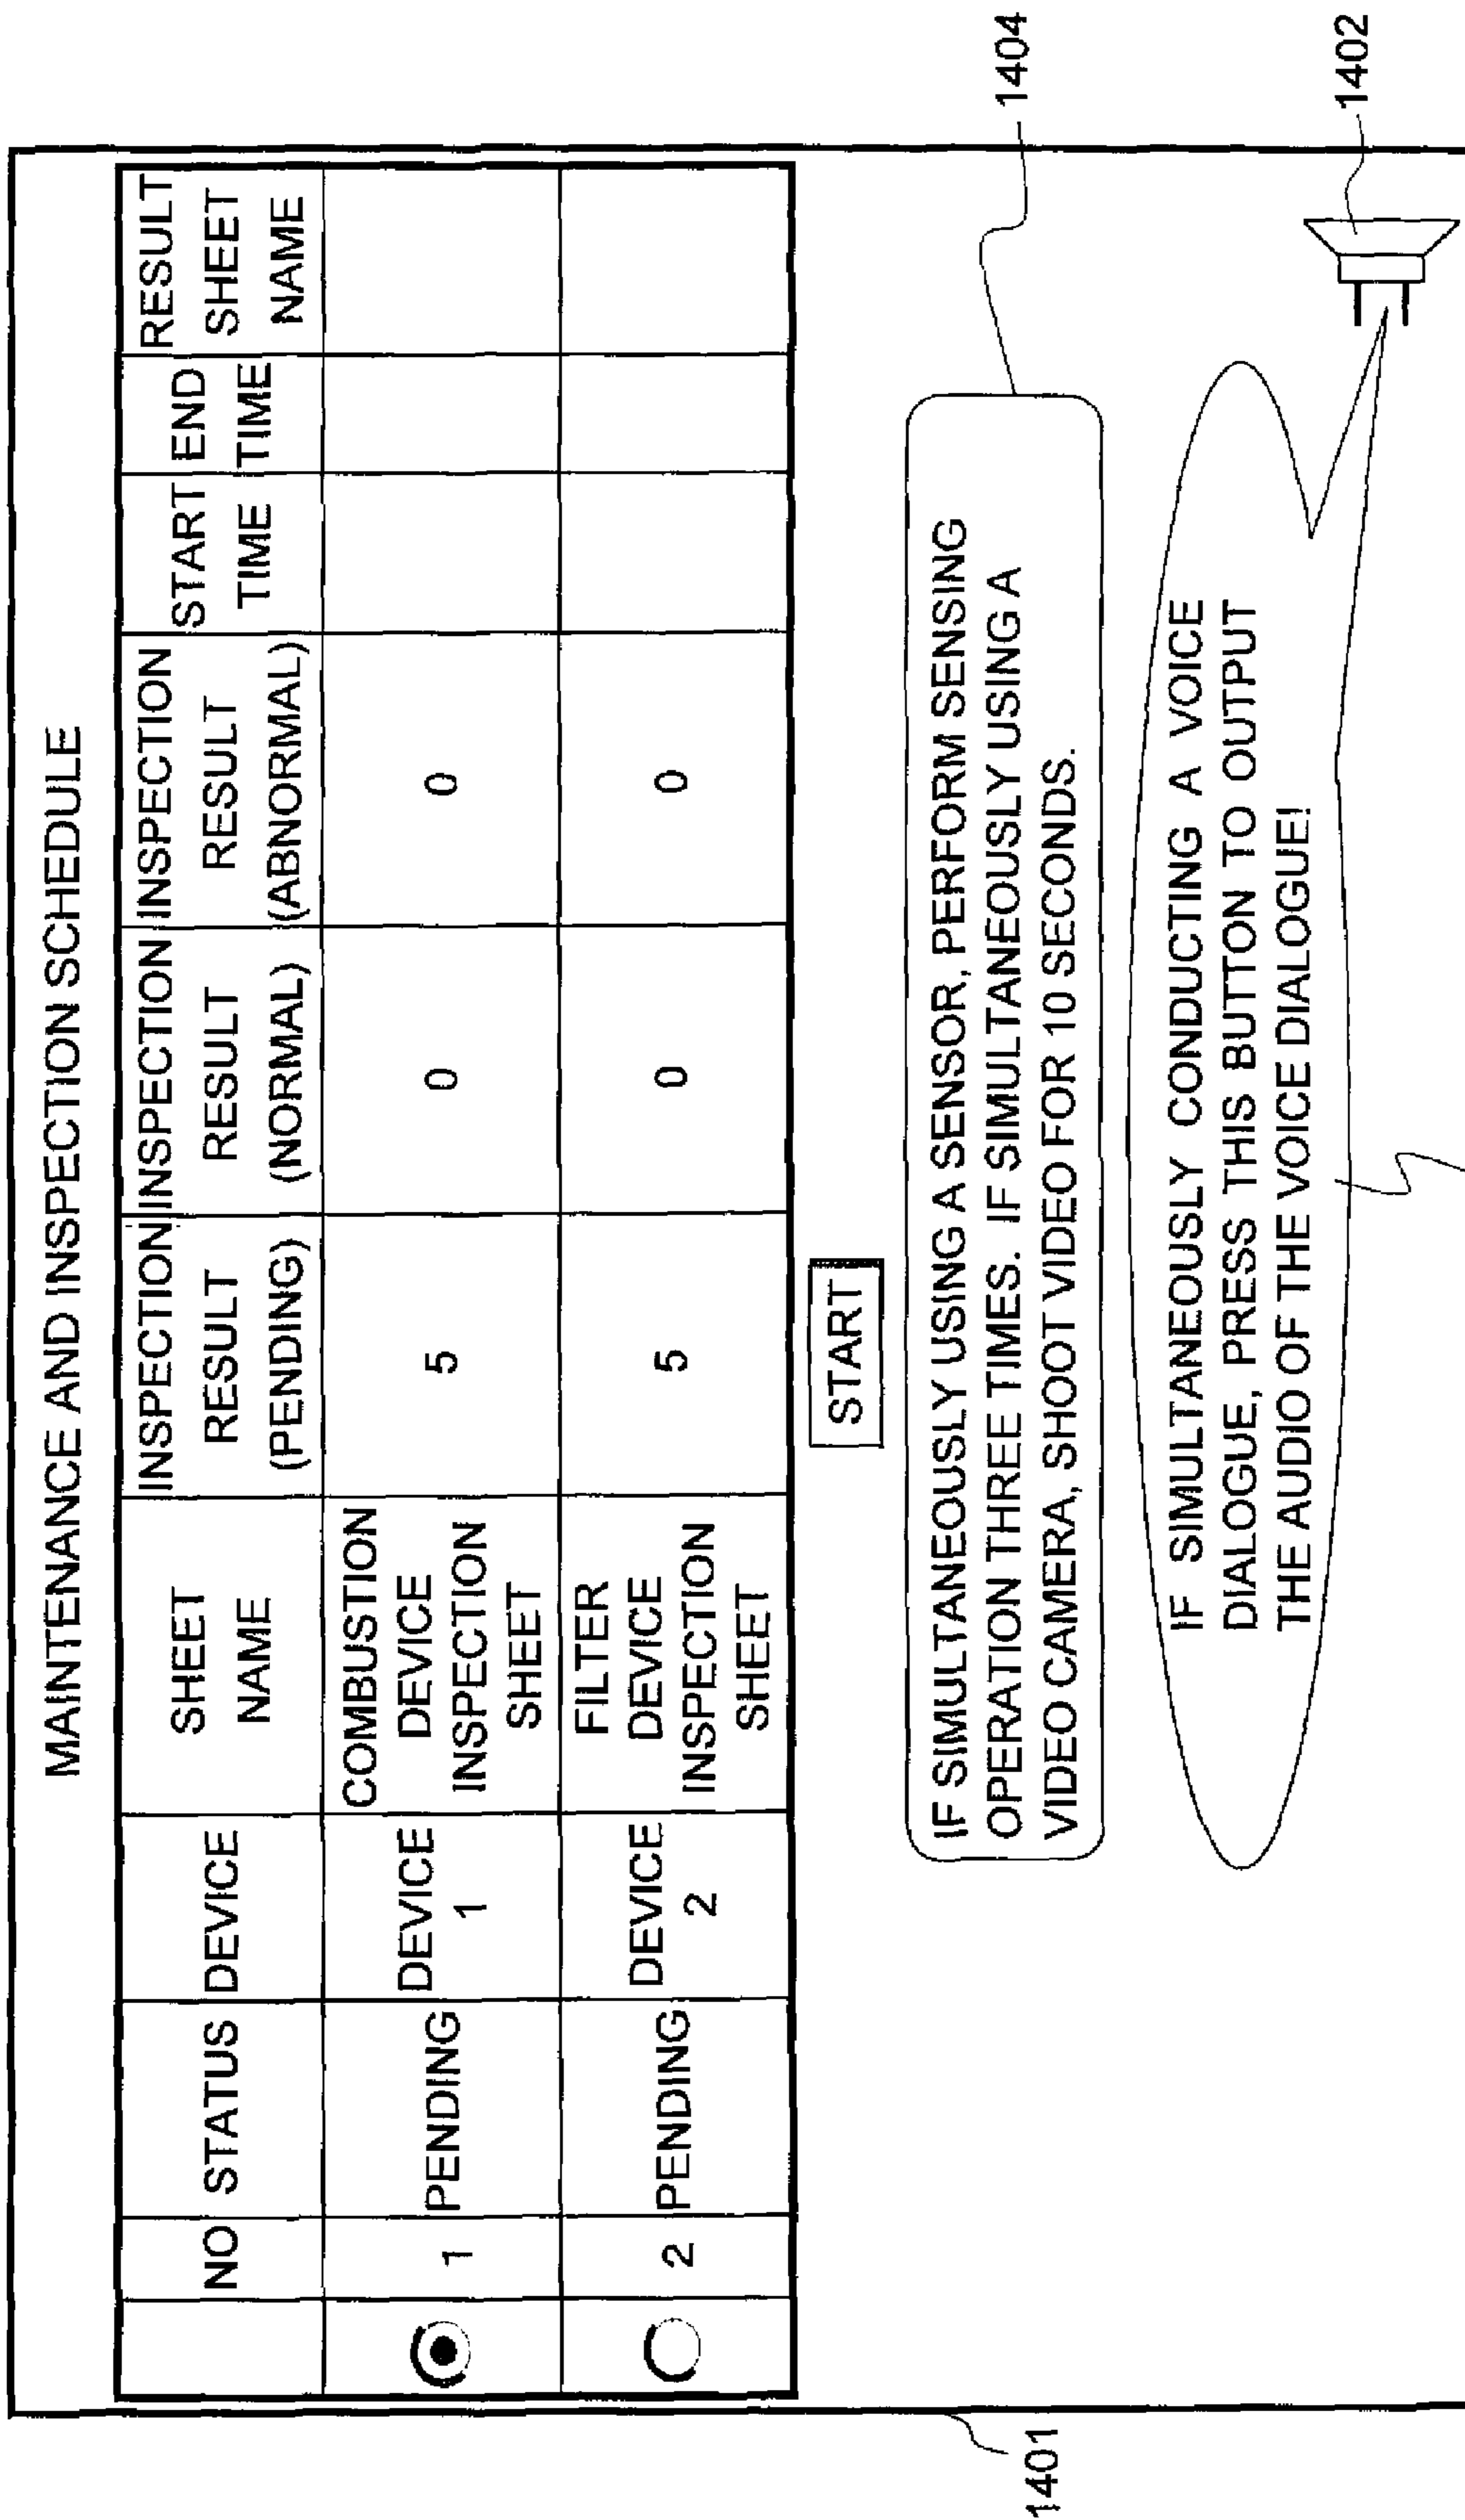 MAINTENANCE AND INSPECTION SCHEDULE
NO STATUS DEVICE SHEET NAME INSPECTION RESULT (PENDING) INSPECTION RESULT (NORMAL) INSPECTION RESULT (ABNORMAL) START TIME END TIME RESULT SHEET NAME
1 PENDING DEVICE 1 COMBUSTION DEVICE INSPECTION SHEET 5 0 0
2 PENDING DEVICE 2 FILTER DEVICE INSPECTION SHEET 5 0 0
START
IF SIMULTANEOUSLY USING A SENSOR, PERFORM SENSING
OPERATION THREE TIMES. IF SIMULTANEOUSLY USING A
VIDEO CAMERA, SHOOT VIDEO FOR 10 SECONDS.
1404
IF SIMULTANEOUSLY CONDUCTING A VOICE
DIALOGUE, PRESS THIS BUTTON TO OUTPUT
THE AUDIO OF THE VOICE DIALOGUE!
1402
1401